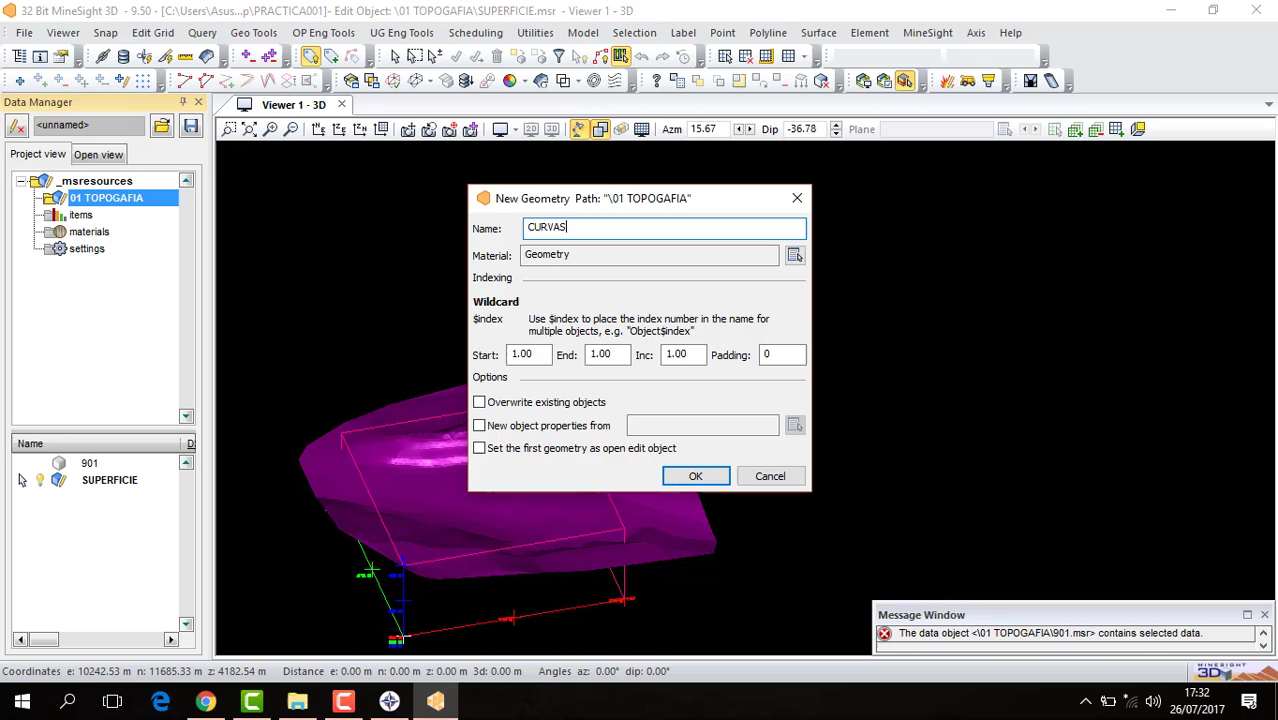 32 Bit MineSight 3D - 9.50 - [C:\Users\Asus...p\PRACTICA001] - Edit Object: \01 TOPOGAFIA\SUPERFICIE.msr - Viewer 1 - 3D
File Viewer Snap Edit Grid Query Geo Tools OP Eng Tools UG Eng Tools Scheduling Utilities Model Selection Label Point Polyline Surface Element MineSight Axis Help
Data Manager
Viewer 1 - 3D
<unnamed>
Azm 15.67 Dip -36.78 Plane
Project view Open view
_msresources
01 TOPOGAFIA
items
materials
settings
New Geometry Path: "\01 TOPOGAFIA"
Name: CURVAS
Material: Geometry
Indexing
Wildcard
$index Use $index to place the index number in the name for
multiple objects, e.g. "Object$index"
Start: 1.00 End: 1.00 Inc: 1.00 Padding: 0
Options
Overwrite existing objects
New object properties from
Set the first geometry as open edit object
OK Cancel
Name D
901
SUPERFICIE
Message Window
The data object <\01 TOPOGAFIA\901.msr> contains selected data.
Coordinates e: 10242.53 m n: 11685.33 m z: 4182.54 m Distance e: 0.00 m n: 0.00 m z: 0.00 m 3d: 0.00 m Angles az: 0.00° dip: 0.00°
MINESIGHT
3D
17:32
26/07/2017